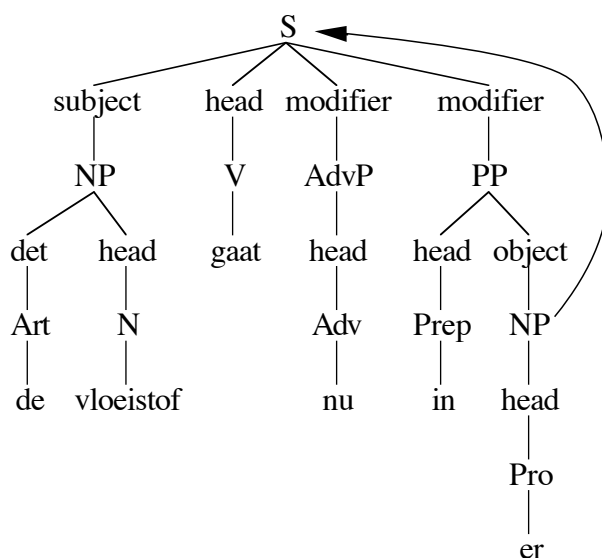 S
subject head modifier modifier
NP V AdvP PP
det head gaat head head object
Art N Adv Prep NP
de vloeistof nu in head
Pro
er